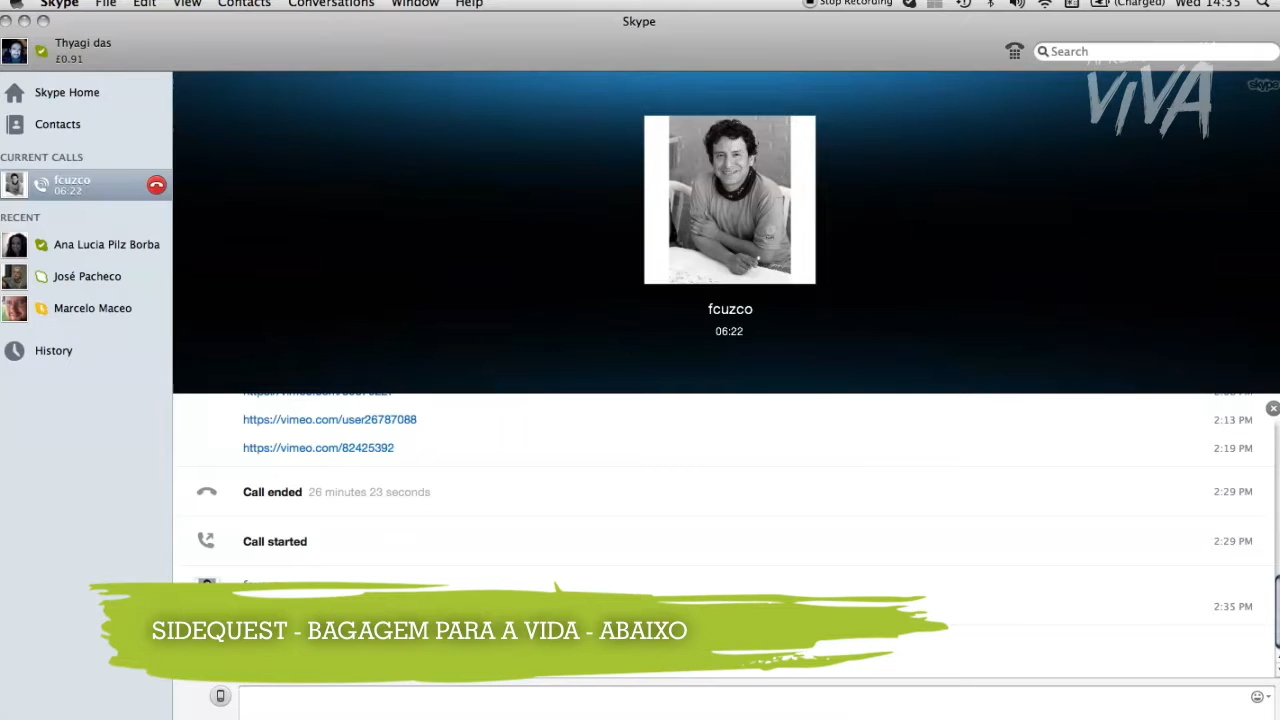 Skype File Edit View Contacts Conversations Window Help Stop Recording (Charged) Wed 14:35
Skype
Thyagi das
£0.91
Search
VIVA
skype
Skype Home
Contacts
CURRENT CALLS
fcuzco
06:22
RECENT
Ana Lucia Pilz Borba
José Pacheco
Marcelo Maceo
History
fcuzco
06:22
https://vimeo.com/user26787088 2:13 PM
https://vimeo.com/82425392 2:19 PM
Call ended 26 minutes 23 seconds 2:29 PM
Call started 2:29 PM
2:35 PM
SIDEQUEST - BAGAGEM PARA A VIDA - ABAIXO